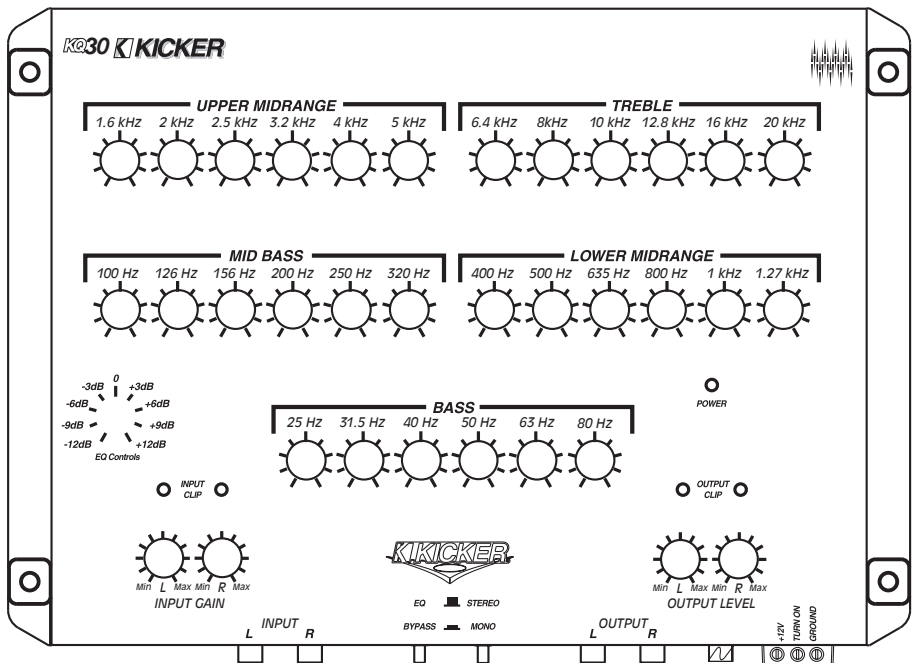 KQ30 KICKER
UPPER MIDRANGE
1.6 kHz 2 kHz 2.5 kHz 3.2 kHz 4 kHz 5 kHz
TREBLE
6.4 kHz 8kHz 10 kHz 12.8 kHz 16 kHz 20 kHz
MID BASS
100 Hz 126 Hz 156 Hz 200 Hz 250 Hz 320 Hz
LOWER MIDRANGE
400 Hz 500 Hz 635 Hz 800 Hz 1 kHz 1.27 kHz
0
-3dB +3dB
-6dB +6dB
-9dB +9dB
-12dB +12dB
EQ Controls
BASS
25 Hz 31.5 Hz 40 Hz 50 Hz 63 Hz 80 Hz
POWER
INPUT
CLIP
OUTPUT
CLIP
Min L Max Min R Max
INPUT GAIN
KICKER
Min L Max Min R Max
OUTPUT LEVEL
EQ STEREO
BYPASS MONO
INPUT
L R
OUTPUT
L R
+12V
TURN ON
GROUND